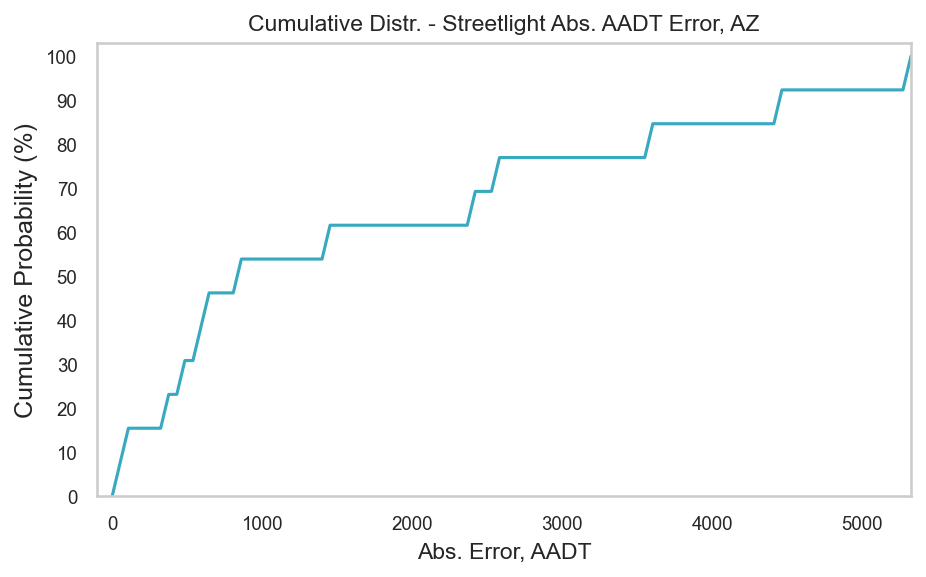 Cumulative Distr. - Streetlight Abs. AADT Error, AZ
Cumulative Probability (%)
100
90
80
70
60
50
40
30
20
10
0
0 1000 2000 3000 4000 5000
Abs. Error, AADT